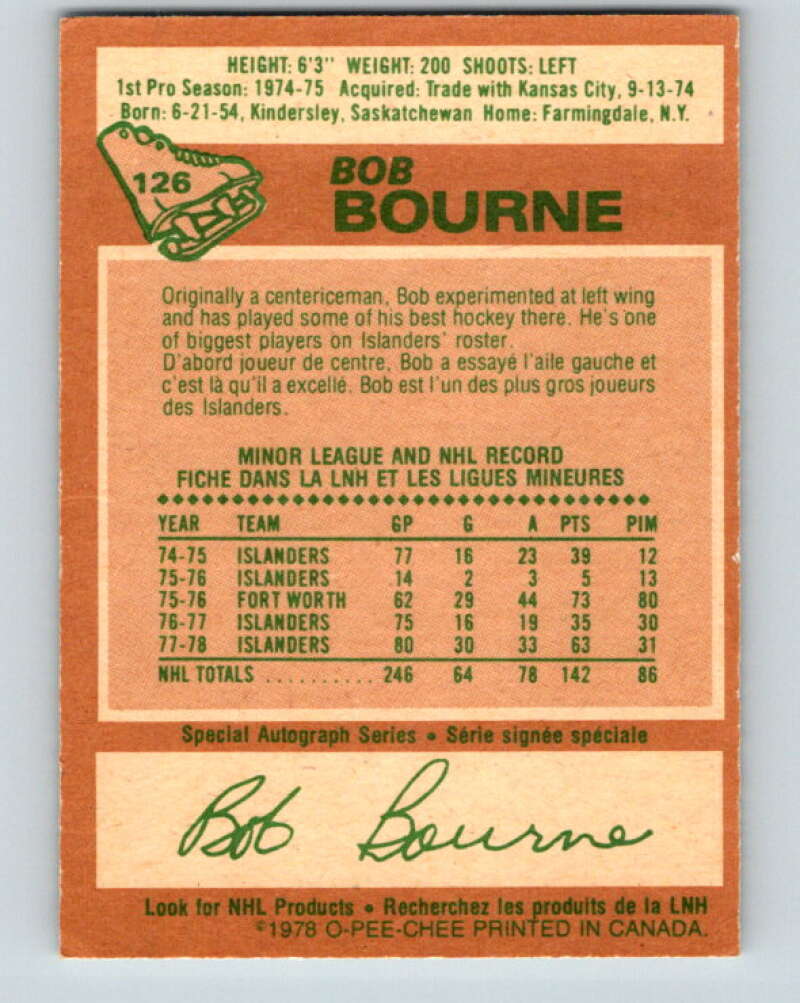 HEIGHT: 6'3" WEIGHT: 200 SHOOTS: LEFT
1st Pro Season: 1974-75 Acquired: Trade with Kansas City, 9-13-74
Born: 6-21-54, Kindersley, Saskatchewan Home: Farmingdale, N.Y.
126
BOB
BOURNE
Originally a centericeman, Bob experimented at left wing
and has played some of his best hockey there. He's one
of biggest players on Islanders' roster.
D'abord joueur de centre, Bob a essayé l'aile gauche et
c'est là qu'il a excellé. Bob est l'un des plus gros joueurs
des Islanders.
MINOR LEAGUE AND NHL RECORD
FICHE DANS LA LNH ET LES LIGUES MINEURES
YEAR TEAM GP G A PTS PIM
74-75 ISLANDERS 77 16 23 39 12
75-76 ISLANDERS 14 2 3 5 13
75-76 FORT WORTH 62 29 44 73 80
76-77 ISLANDERS 75 16 19 35 30
77-78 ISLANDERS 80 30 33 63 31
NHL TOTALS .......... 246 64 78 142 86
Special Autograph Series • Série signée spéciale
Bob Bourne
Look for NHL Products • Recherchez les produits de la LNH
©1978 O-PEE-CHEE PRINTED IN CANADA.